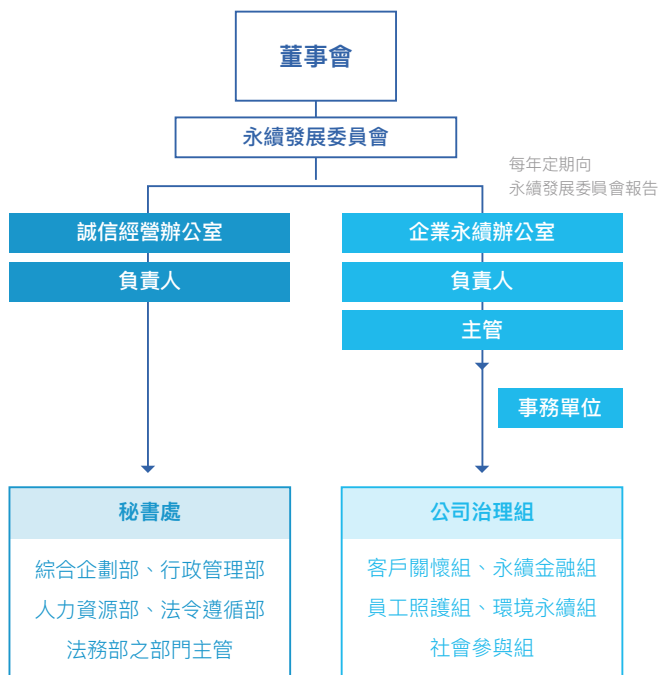 董事會
永續發展委員會
每年定期向
永續發展委員會報告
誠信經營辦公室
負責人
企業永續辦公室
負責人
主管
事務單位
秘書處
綜合企劃部、行政管理部
人力資源部、法令遵循部
法務部之部門主管
公司治理組
客戶關懷組、永續金融組
員工照護組、環境永續組
社會參與組